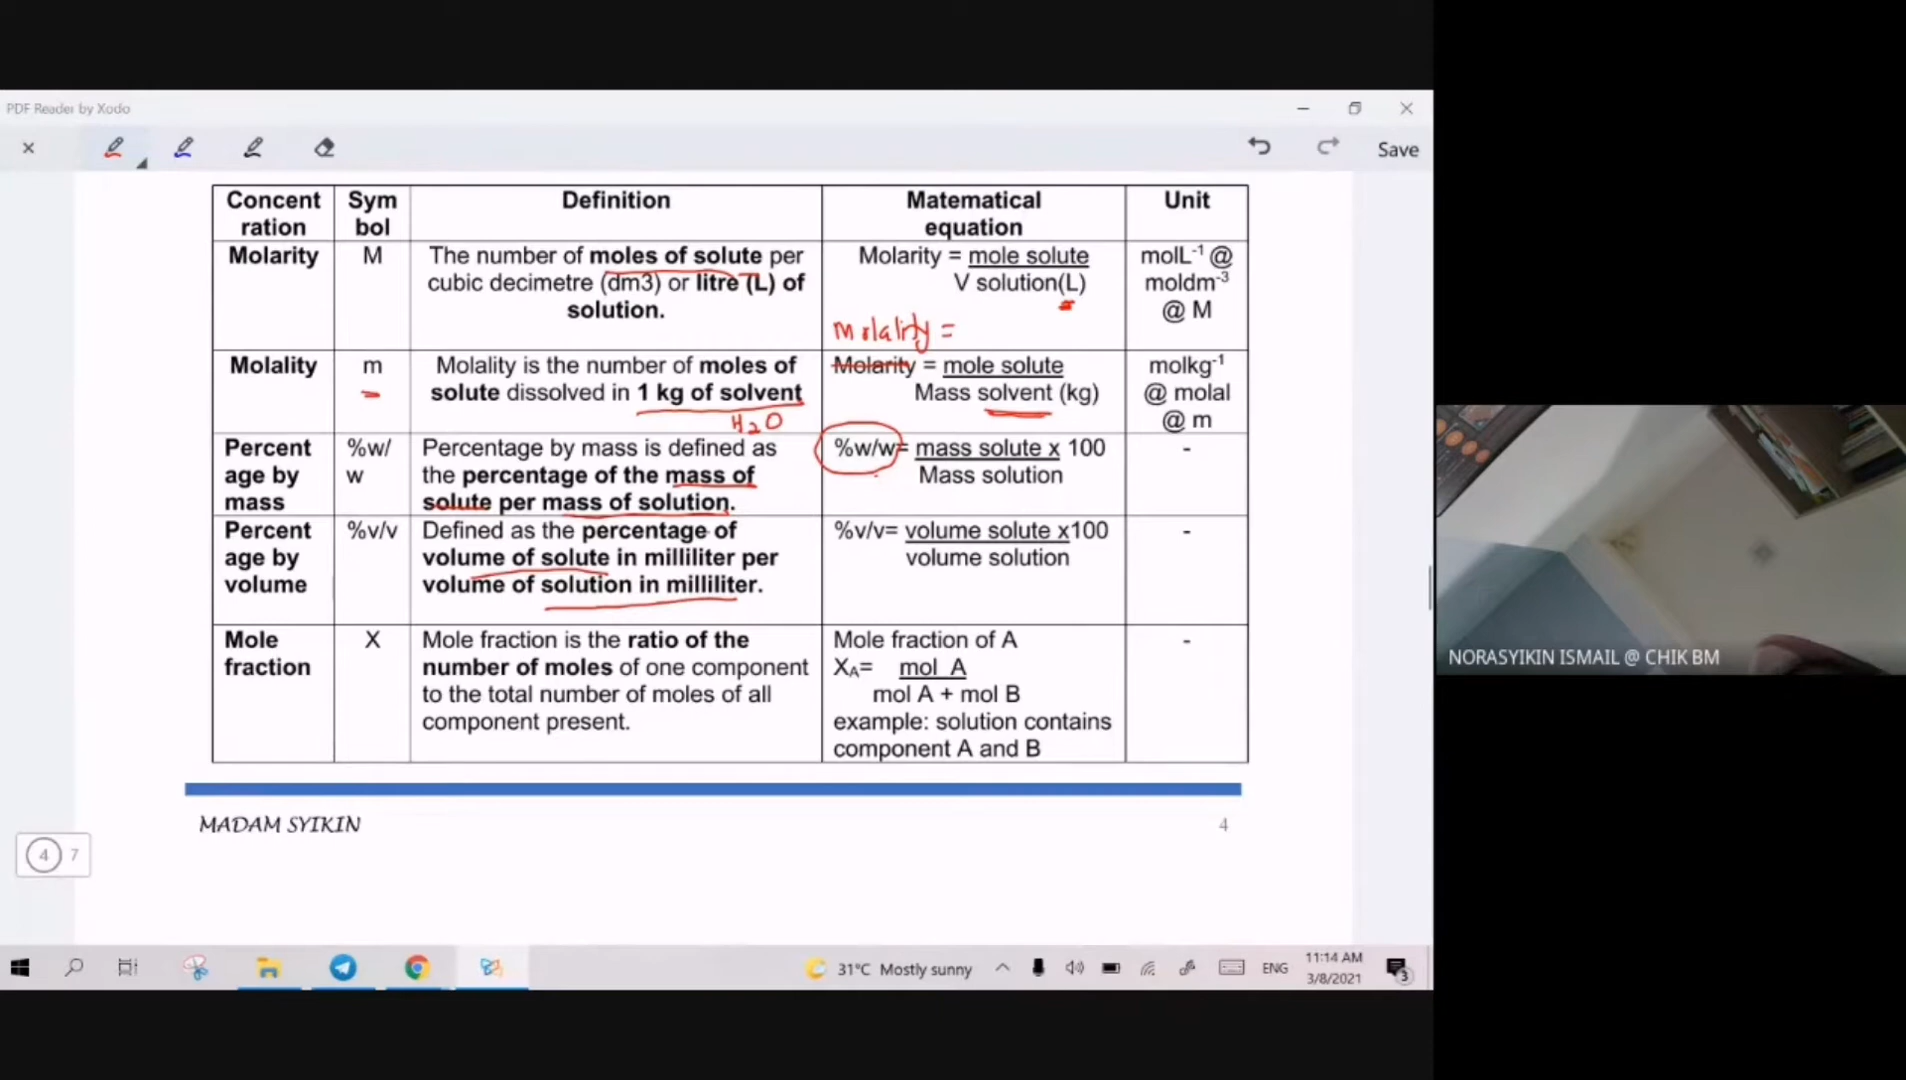 PDF Reader by Xodo
Save
Concent
ration
Sym
bol
Definition
Matematical
equation
Unit
Molarity
M
The number of moles of solute per
cubic decimetre (dm3) or litre (L) of
solution.
Molarity = mole solute
V solution(L)
molL-1 @
moldm-3
@ M
Molality =
Molality
m
Molality is the number of moles of
solute dissolved in 1 kg of solvent
H2O
Molarity = mole solute
Mass solvent (kg)
molkg-1
@ molal
@ m
Percent
age by
mass
%w/
w
Percentage by mass is defined as
the percentage of the mass of
solute per mass of solution.
%w/w= mass solute x 100
Mass solution
-
Percent
age by
volume
%v/v
Defined as the percentage of
volume of solute in milliliter per
volume of solution in milliliter.
%v/v= volume solute x100
volume solution
-
Mole
fraction
X
Mole fraction is the ratio of the
number of moles of one component
to the total number of moles of all
component present.
Mole fraction of A
XA= mol A
mol A + mol B
example: solution contains
component A and B
-
MADAM SYIKIN
4
4 7
31°C Mostly sunny
ENG
11:14 AM
3/8/2021
3
NORASYIKIN ISMAIL @ CHIK BM